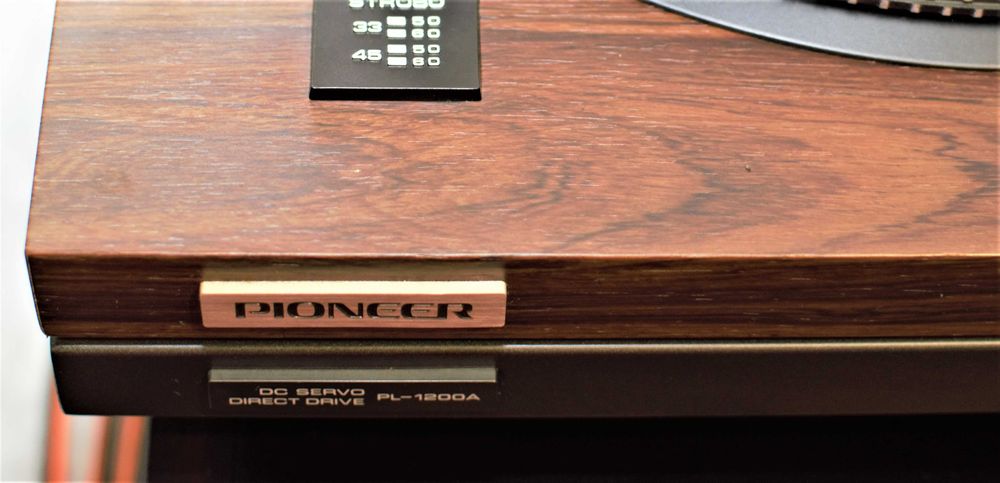 STROBO
33 50
60
45 50
60
PIONEER
DC SERVO
DIRECT DRIVE PL-1200A